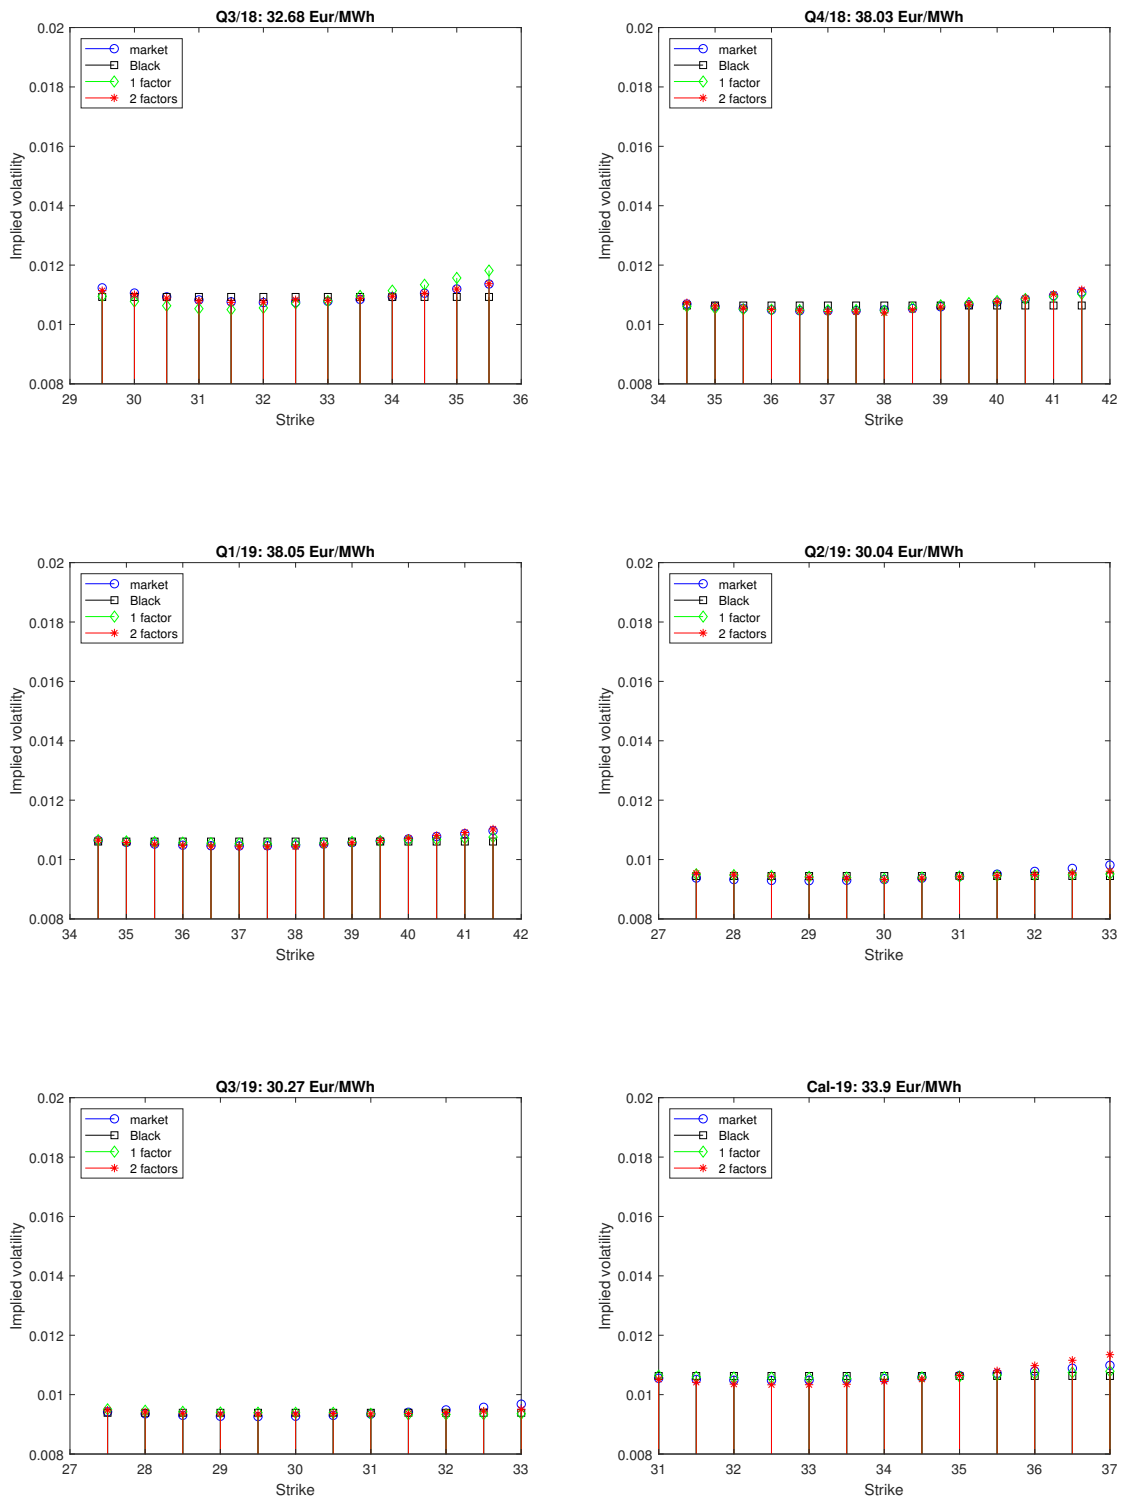 Q3/18: 32.68 Eur/MWh
0.02
0.018
0.016
0.014
0.012
0.01
0.008
Implied volatility
market
Black
1 factor
2 factors
29 30 31 32 33 34 35 36
Strike
Q4/18: 38.03 Eur/MWh
0.02
0.018
0.016
0.014
0.012
0.01
0.008
Implied volatility
market
Black
1 factor
2 factors
34 35 36 37 38 39 40 41 42
Strike
Q1/19: 38.05 Eur/MWh
0.02
0.018
0.016
0.014
0.012
0.01
0.008
Implied volatility
market
Black
1 factor
2 factors
34 35 36 37 38 39 40 41 42
Strike
Q2/19: 30.04 Eur/MWh
0.02
0.018
0.016
0.014
0.012
0.01
0.008
Implied volatility
market
Black
1 factor
2 factors
27 28 29 30 31 32 33
Strike
Q3/19: 30.27 Eur/MWh
0.02
0.018
0.016
0.014
0.012
0.01
0.008
Implied volatility
market
Black
1 factor
2 factors
27 28 29 30 31 32 33
Strike
Cal-19: 33.9 Eur/MWh
0.02
0.018
0.016
0.014
0.012
0.01
0.008
Implied volatility
market
Black
1 factor
2 factors
31 32 33 34 35 36 37
Strike